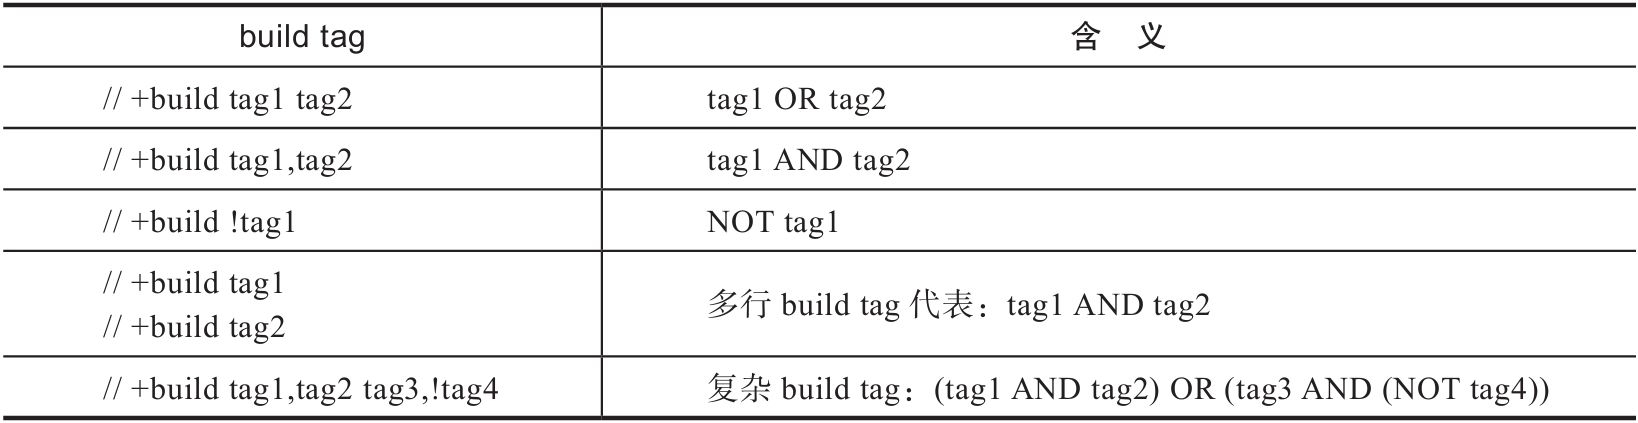 build tag 含 义
// +build tag1 tag2 tag1 OR tag2
// +build tag1,tag2 tag1 AND tag2
// +build !tag1 NOT tag1
// +build tag1
// +build tag2
多行 build tag 代表：tag1 AND tag2
// +build tag1,tag2 tag3,!tag4 复杂 build tag：(tag1 AND tag2) OR (tag3 AND (NOT tag4))